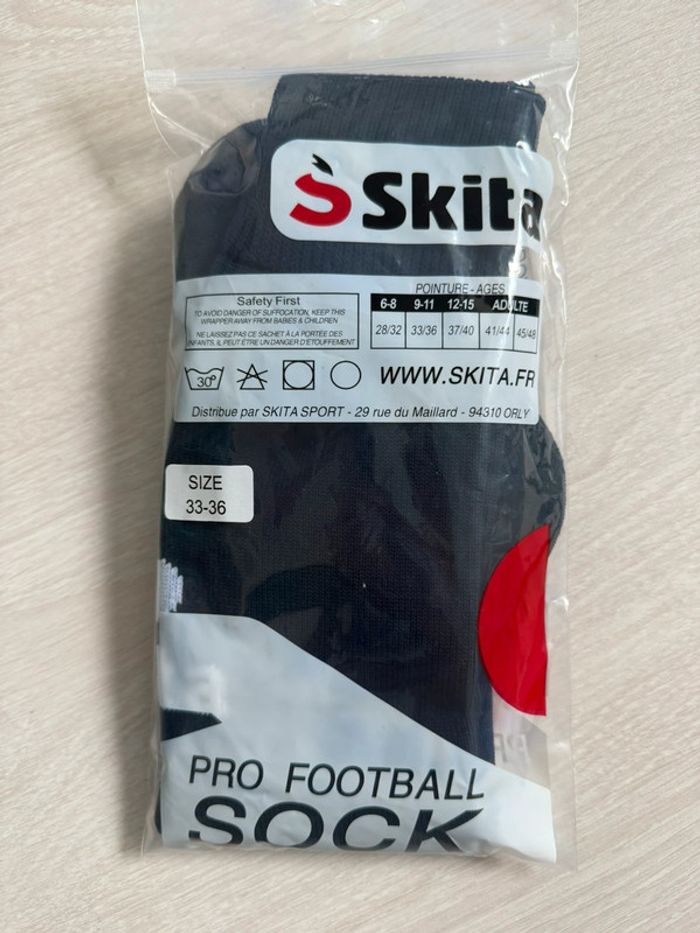 Skita
POINTURE - AGES
Safety First
TO AVOID DANGER OF SUFFOCATION, KEEP THIS
WRAPPER AWAY FROM BABIES & CHILDREN
NE LAISSEZ PAS CE SACHET À LA PORTÉE DES
ENFANTS, IL PEUT ÊTRE UN DANGER D'ÉTOUFFEMENT
6-8 9-11 12-15 ADULTE
28/32 33/36 37/40 41/44 45/48
30°
WWW.SKITA.FR
Distribue par SKITA SPORT - 29 rue du Maillard - 94310 ORLY
SIZE
33-36
PRO FOOTBALL
SOCK